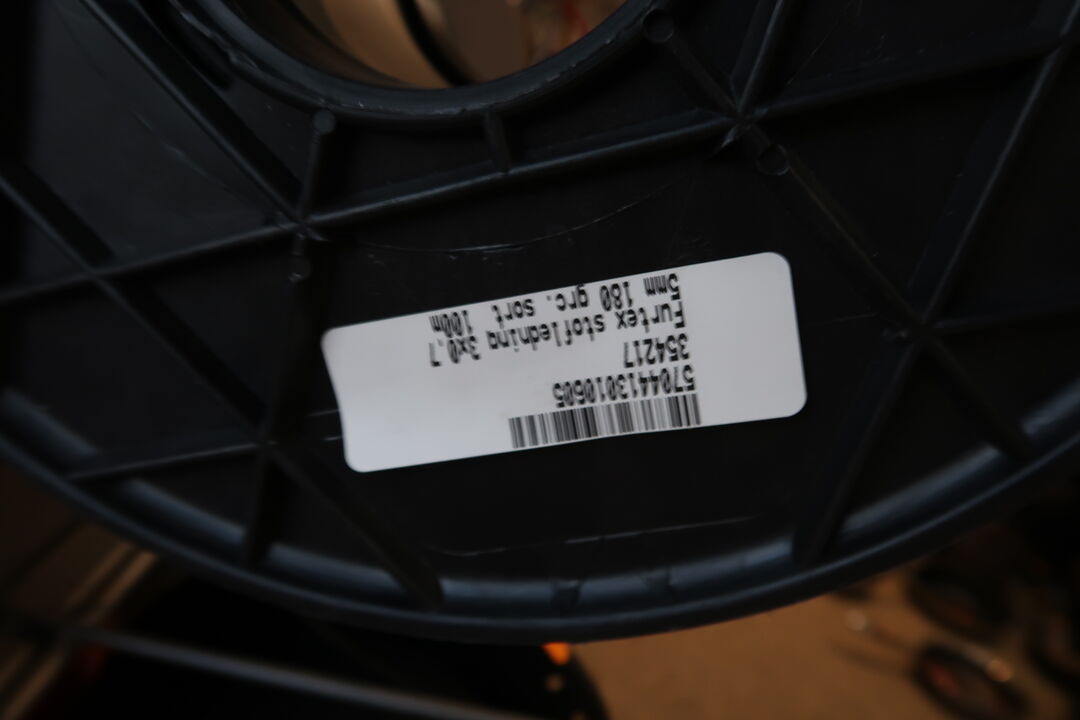 5704413010605
354217
Furtex stofledning 3x0.7
5mm 180 grc. sort 100m